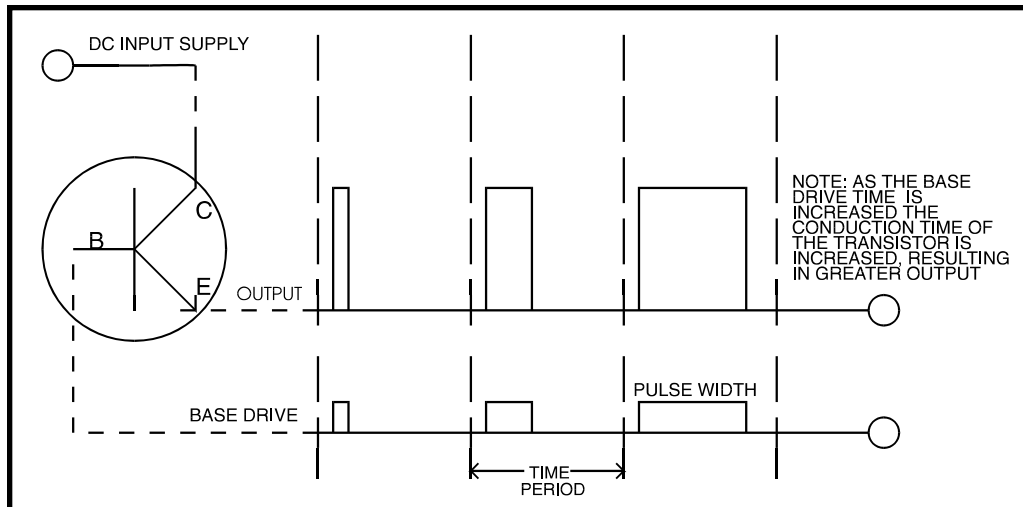 DC INPUT SUPPLY
C
B
E
OUTPUT
NOTE: AS THE BASE
DRIVE TIME IS
INCREASED THE
CONDUCTION TIME OF
THE TRANSISTOR IS
INCREASED, RESULTING
IN GREATER OUTPUT
BASE DRIVE
PULSE WIDTH
TIME
PERIOD